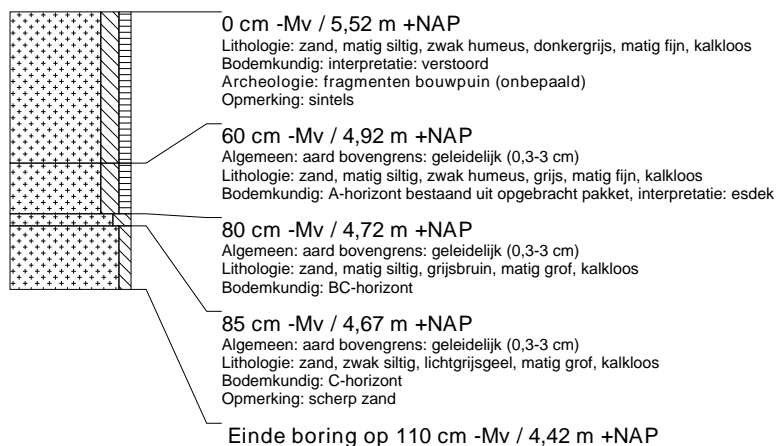 0 cm -Mv / 5,52 m +NAP
Lithologie: zand, matig siltig, zwak humeus, donkergrijs, matig fijn, kalkloos
Bodemkundig: interpretatie: verstoord
Archeologie: fragmenten bouwpuin (onbepaald)
Opmerking: sintels
60 cm -Mv / 4,92 m +NAP
Algemeen: aard bovengrens: geleidelijk (0,3-3 cm)
Lithologie: zand, matig siltig, zwak humeus, grijs, matig fijn, kalkloos
Bodemkundig: A-horizont bestaand uit opgebracht pakket, interpretatie: esdek
80 cm -Mv / 4,72 m +NAP
Algemeen: aard bovengrens: geleidelijk (0,3-3 cm)
Lithologie: zand, matig siltig, grijsbruin, matig grof, kalkloos
Bodemkundig: BC-horizont
85 cm -Mv / 4,67 m +NAP
Algemeen: aard bovengrens: geleidelijk (0,3-3 cm)
Lithologie: zand, zwak siltig, lichtgrijsgeel, matig grof, kalkloos
Bodemkundig: C-horizont
Opmerking: scherp zand
Einde boring op 110 cm -Mv / 4,42 m +NAP